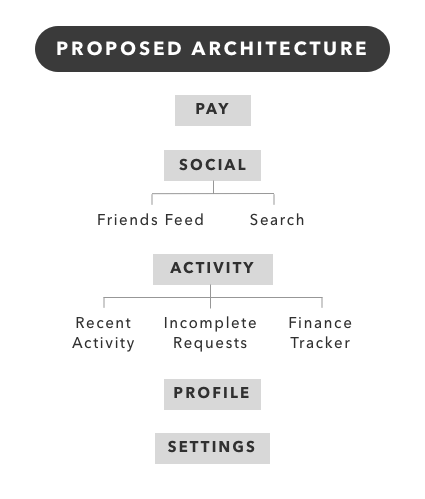 PROPOSED ARCHITECTURE
PAY
SOCIAL
Friends Feed Search
ACTIVITY
Recent Incomplete Finance
Activity Requests Tracker
PROFILE
SETTINGS